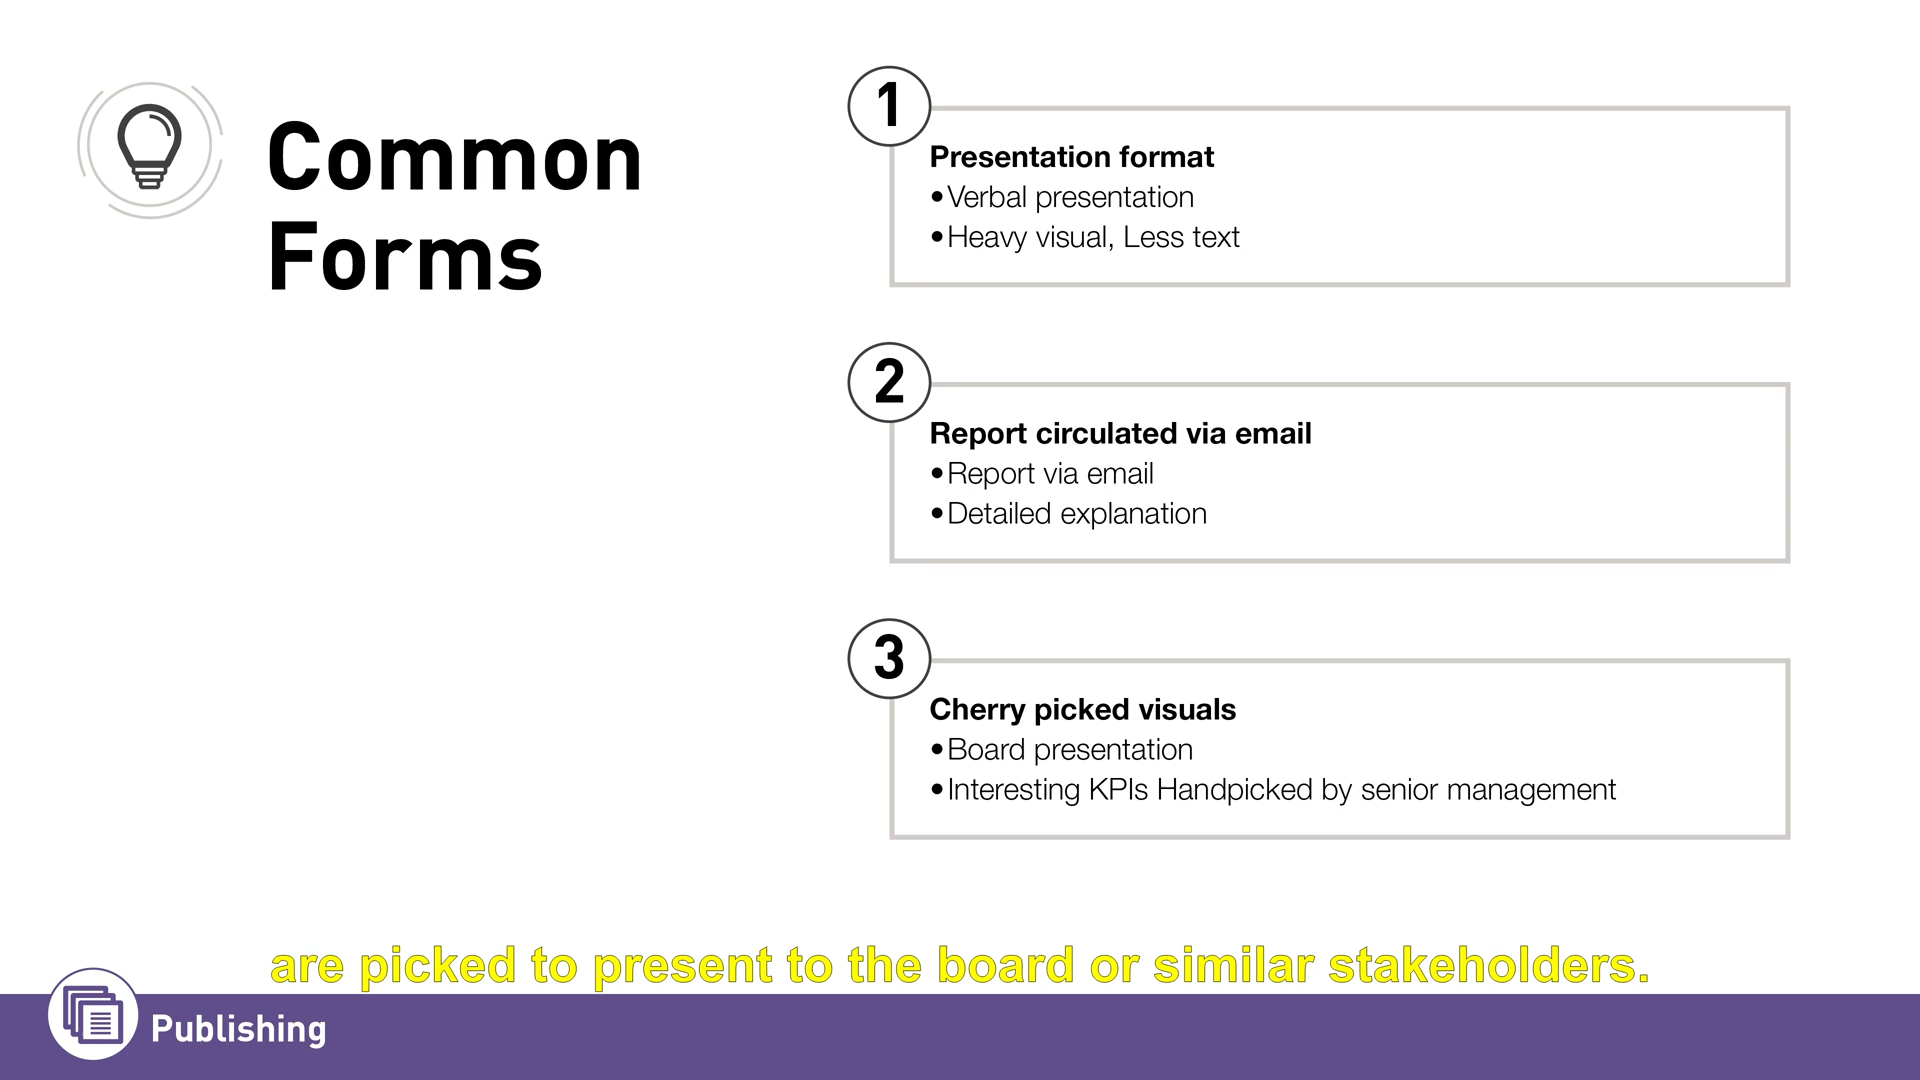 Common
Forms
1
Presentation format
•Verbal presentation
•Heavy visual, Less text
2
Report circulated via email
•Report via email
•Detailed explanation
3
Cherry picked visuals
•Board presentation
•Interesting KPIs Handpicked by senior management
are picked to present to the board or similar stakeholders.
Publishing